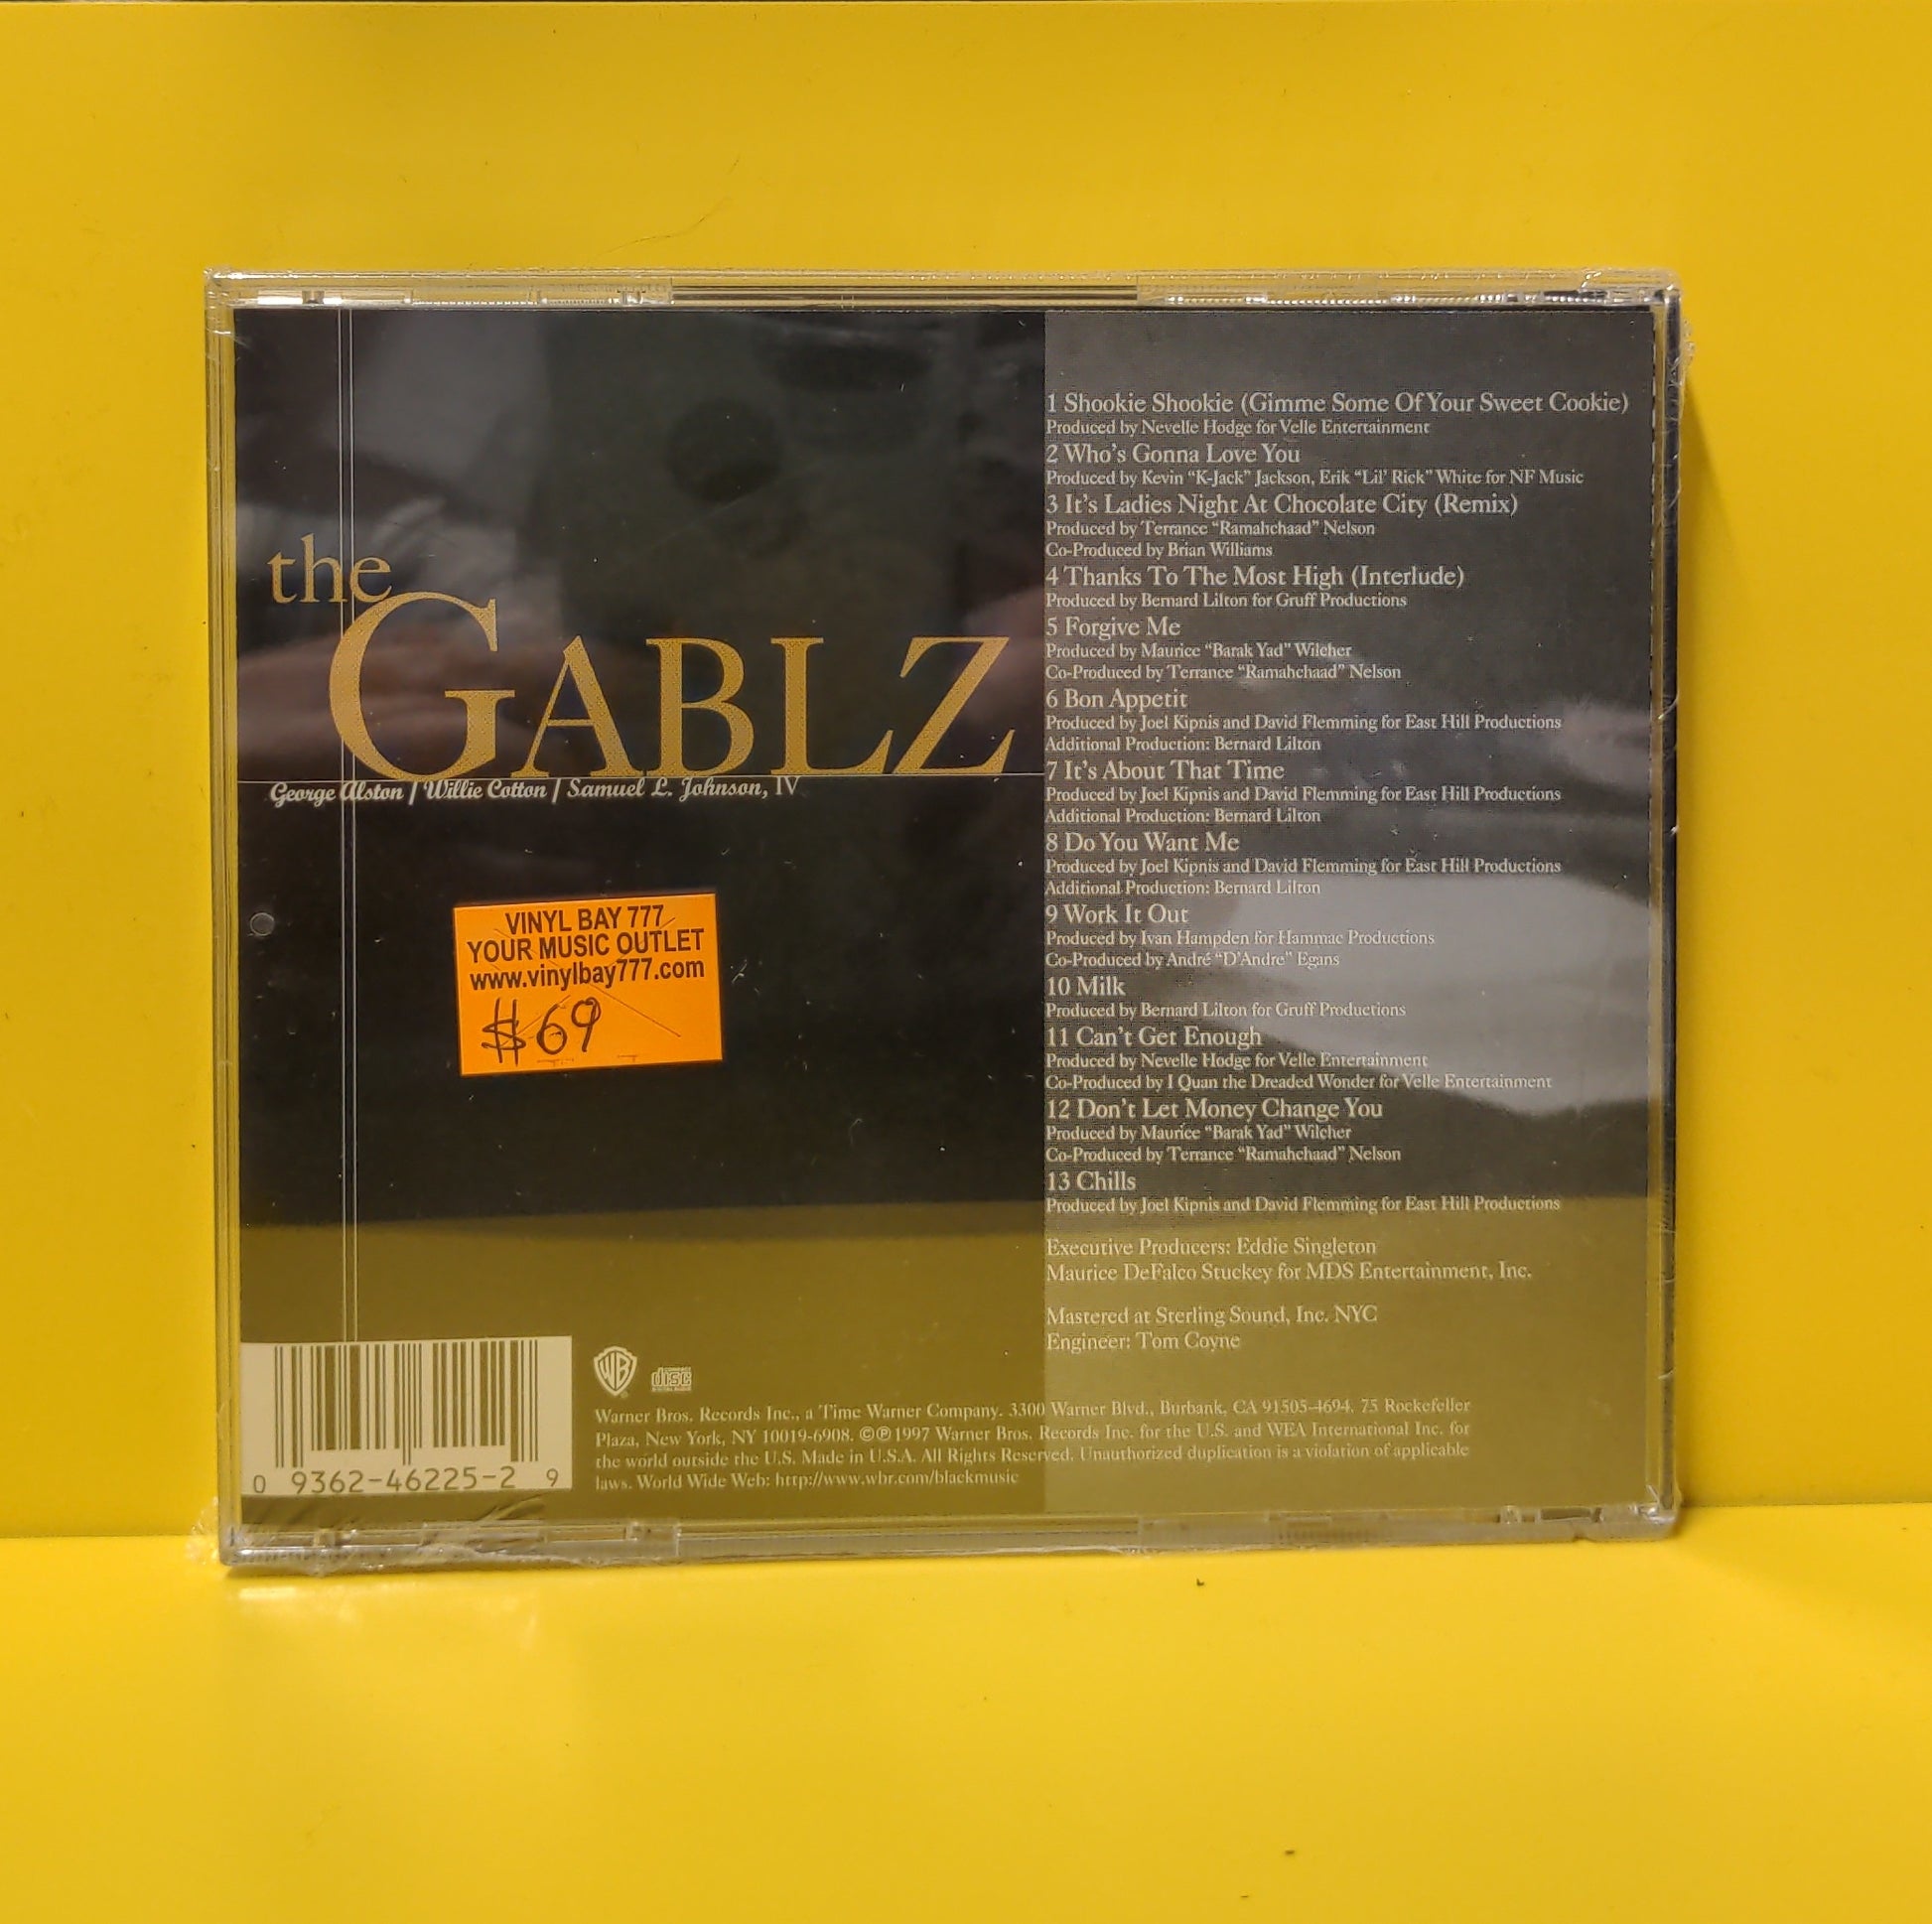 the
GABLZ
George Alston / Willie Cotton / Samuel L. Johnson, IV
VINYL BAY 777
YOUR MUSIC OUTLET
www.vinylbay777.com
$69
1 Shookie Shookie (Gimme Some Of Your Sweet Cookie)
Produced by Nevelle Hodge for Velle Entertainment
2 Who's Gonna Love You
Produced by Kevin "K-Jack" Jackson, Erik "Lil' Rick" White for NF Music
3 It's Ladies Night At Chocolate City (Remix)
Produced by Terrance "Ramahchaad" Nelson
Co-Produced by Brian Williams
4 Thanks To The Most High (Interlude)
Produced by Bernard Lilton for Gruff Productions
5 Forgive Me
Produced by Maurice "Barak Yad" Wilcher
Co-Produced by Terrance "Ramahchaad" Nelson
6 Bon Appetit
Produced by Joel Kipnis and David Flemming for East Hill Productions
Additional Production: Bernard Lilton
7 It's About That Time
Produced by Joel Kipnis and David Flemming for East Hill Productions
Additional Production: Bernard Lilton
8 Do You Want Me
Produced by Joel Kipnis and David Flemming for East Hill Productions
Additional Production: Bernard Lilton
9 Work It Out
Produced by Ivan Hampden for Hammac Productions
Co-Produced by André "D'Andre" Egans
10 Milk
Produced by Bernard Lilton for Gruff Productions
11 Can't Get Enough
Produced by Nevelle Hodge for Velle Entertainment
Co-Produced by I Quan the Dreaded Wonder for Velle Entertainment
12 Don't Let Money Change You
Produced by Maurice "Barak Yad" Wilcher
Co-Produced by Terrance "Ramahchaad" Nelson
13 Chills
Produced by Joel Kipnis and David Flemming for East Hill Productions
Executive Producers: Eddie Singleton
Maurice DeFalco Stuckey for MDS Entertainment, Inc.
Mastered at Sterling Sound, Inc. NYC
Engineer: Tom Coyne
0 9362-46225-2 9
WB
COMPACT
disc
DIGITAL AUDIO
Warner Bros. Records Inc., a Time Warner Company. 3300 Warner Blvd., Burbank, CA 91505-4694. 75 Rockefeller
Plaza, New York, NY 10019-6908. ©℗1997 Warner Bros. Records Inc. for the U.S. and WEA International Inc. for
the world outside the U.S. Made in U.S.A. All Rights Reserved. Unauthorized duplication is a violation of applicable
laws. World Wide Web: http://www.wbr.com/blackmusic